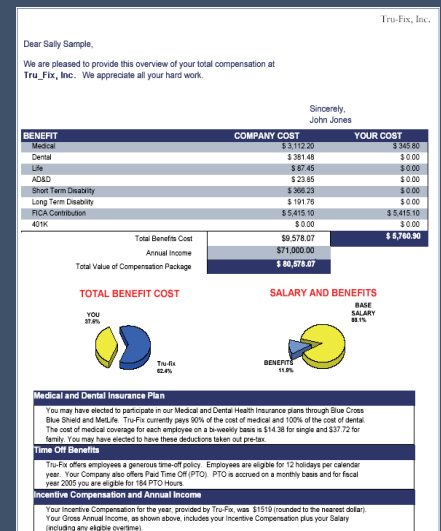 Tru-Fix, Inc.
Dear Sally Sample,
We are pleased to provide this overview of your total compensation at
Tru_Fix, Inc. We appreciate all your hard work.
Sincerely,
John Jones
BENEFIT COMPANY COST YOUR COST
Medical $ 3,112.20 $ 345.80
Dental $ 381.48 $ 0.00
Life $ 87.45 $ 0.00
AD&D $ 23.85 $ 0.00
Short Term Disability $ 366.23 $ 0.00
Long Term Disability $ 191.76 $ 0.00
FICA Contribution $ 5,415.10 $ 5,415.10
401K $ 0.00 $ 0.00
Total Benefits Cost $9,578.07 $ 5,760.90
Annual Income $71,000.00
Total Value of Compensation Package $ 80,578.07
TOTAL BENEFIT COST SALARY AND BENEFITS
YOU
37.6%
Tru-fix
62.4%
BASE
SALARY
88.1%
BENEFITS
11.9%
Medical and Dental Insurance Plan
You may have elected to participate in our Medical and Dental Health Insurance plans through Blue Cross
Blue Shield and MetLife. Tru-Fix currently pays 90% of the cost of medical and 100% of the cost of dental.
The cost of medical coverage for each employee on a bi-weekly basis is $14.38 for single and $37.72 for
family. You may have elected to have these deductions taken out pre-tax.
Time Off Benefits
Tru-Fix offers employees a generous time-off policy. Employees are eligible for 12 holidays per calendar
year. Your Company also offers Paid Time Off (PTO). PTO is accrued on a monthly basis and for fiscal
year 2005 you are eligible for 184 PTO Hours.
Incentive Compensation and Annual Income
Your Incentive Compensation for the year, provided by Tru-Fix, was $1519 (rounded to the nearest dollar).
Your Gross Annual Income, as shown above, includes your Incentive Compensation plus your Salary
(including any eligible overtime).